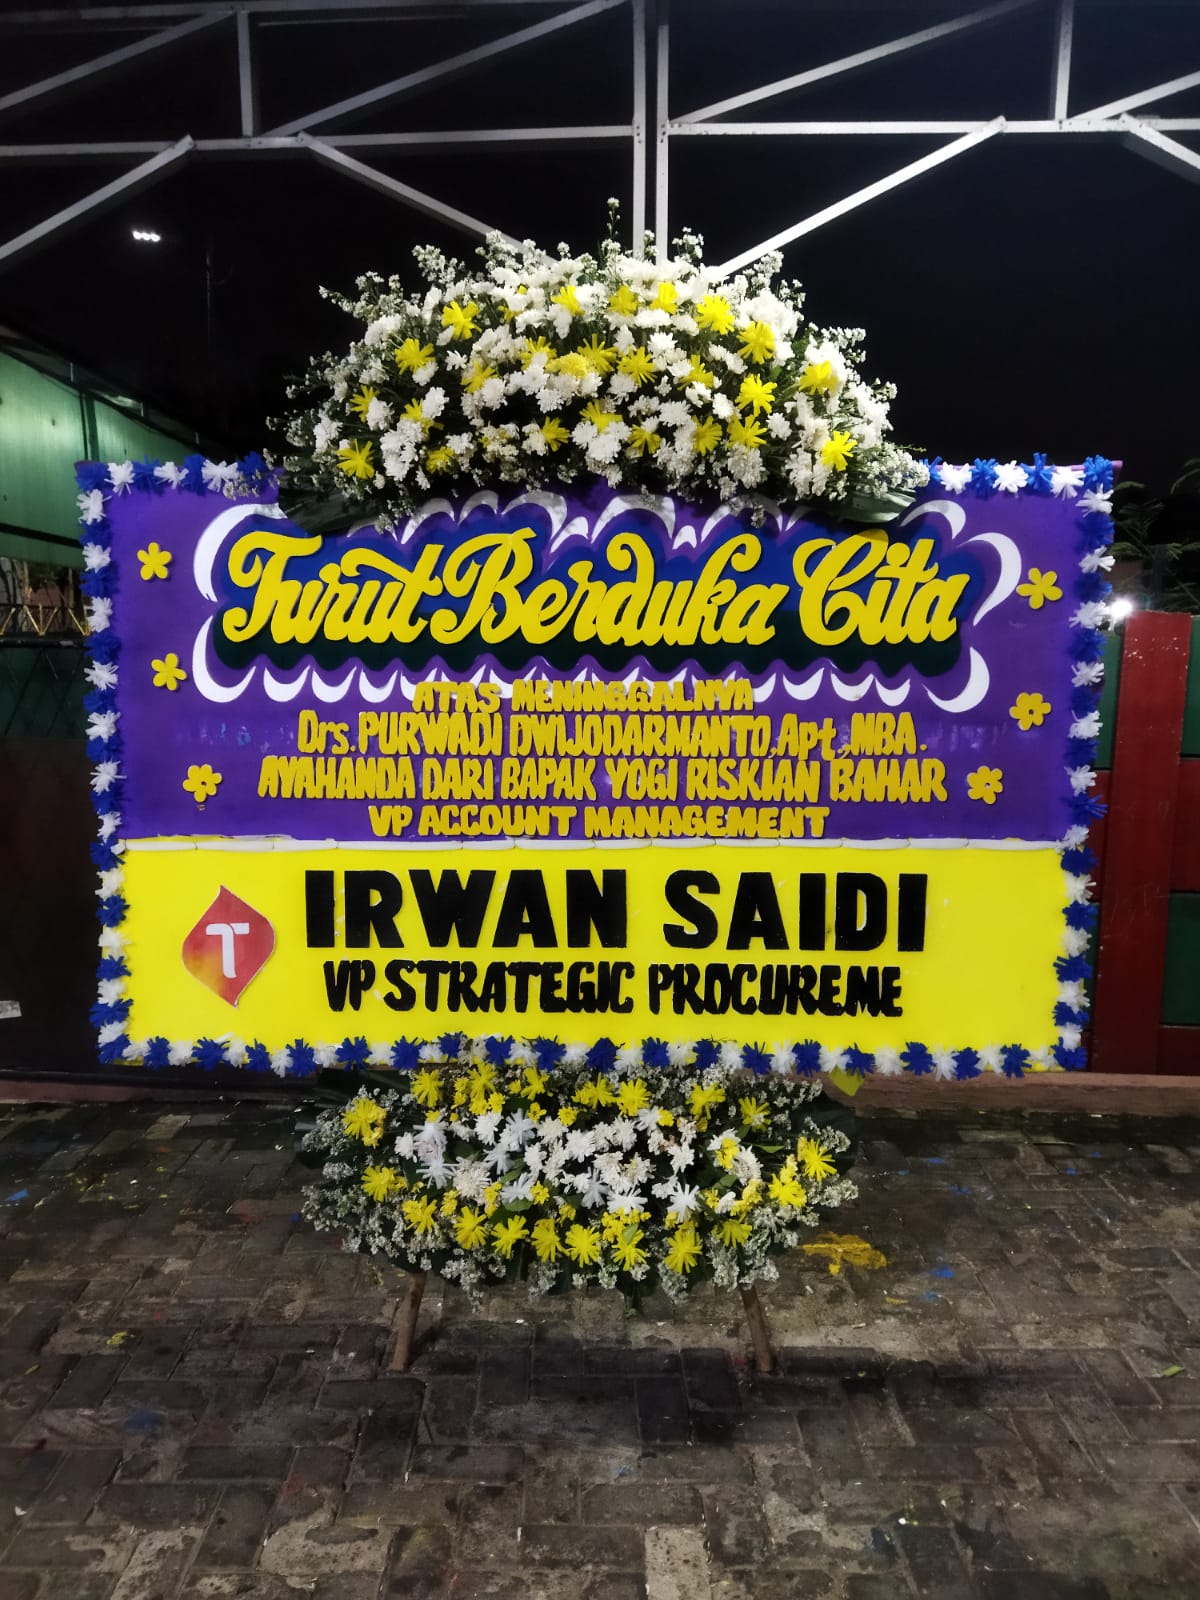 Turut Berduka Cita
ATAS MENINGGALNYA
Drs. PURWADI DWIJODARMANTO, Apt., MBA.
AYAHANDA DARI BAPAK YOGI RISKIAN BAHAR
VP ACCOUNT MANAGEMENT
T
IRWAN SAIDI
VP STRATEGIC PROCUREME